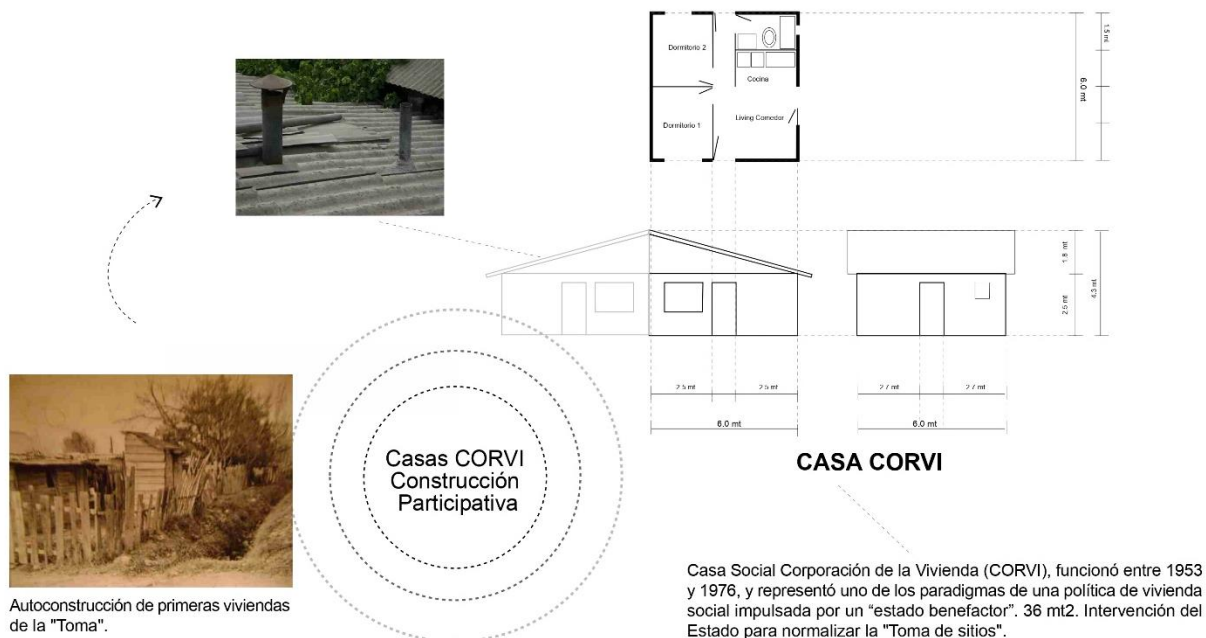 Dormitorio 2
Cocina
Dormitorio 1
Living Comedor
1.5 mt
6.0 mt
1.8 mt
2.5 mt
4.3 mt
2.5 mt
2.5 mt
6.0 mt
2.7 mt
2.7 mt
6.0 mt
CASA CORVI
Casas CORVI
Construcción
Participativa
Autoconstrucción de primeras viviendas
de la "Toma".
Casa Social Corporación de la Vivienda (CORVI), funcionó entre 1953
y 1976, y representó uno de los paradigmas de una política de vivienda
social impulsada por un “estado benefactor”. 36 mt2. Intervención del
Estado para normalizar la "Toma de sitios".